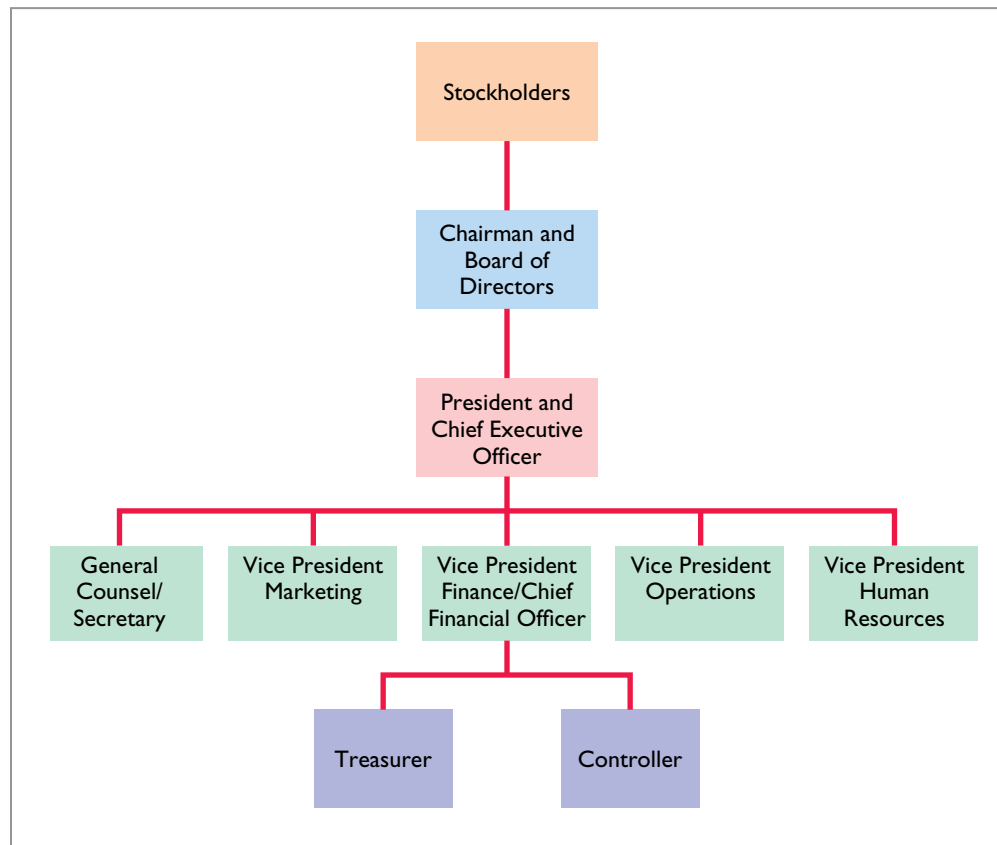 Stockholders
Chairman and
Board of
Directors
President and
Chief Executive
Officer
General
Counsel/
Secretary
Vice President
Marketing
Vice President
Finance/Chief
Financial Officer
Vice President
Operations
Vice President
Human
Resources
Treasurer
Controller